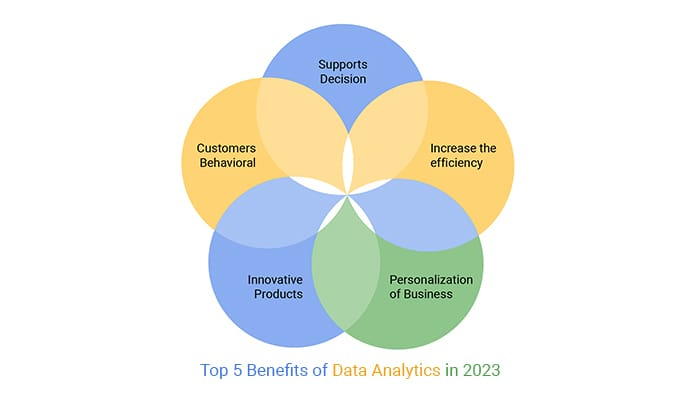 Supports
Decision
Customers
Behavioral
Increase the
efficiency
Innovative
Products
Personalization
of Business
Top 5 Benefits of Data Analytics in 2023